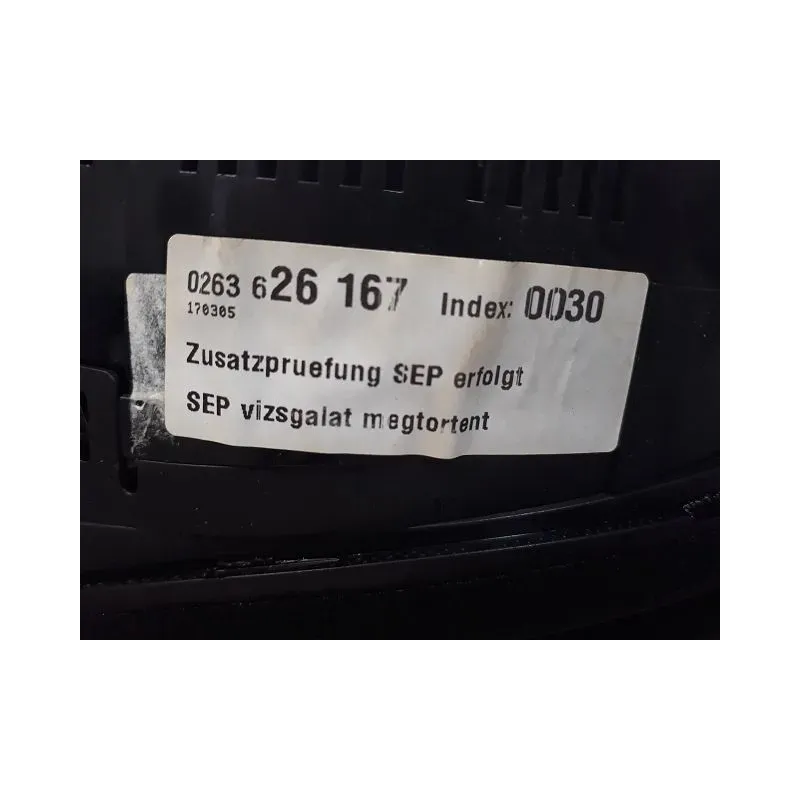 0263 626 167 Index: 0030
170305
Zusatzpruefung SEP erfolgt
SEP vizsgalat megtortent